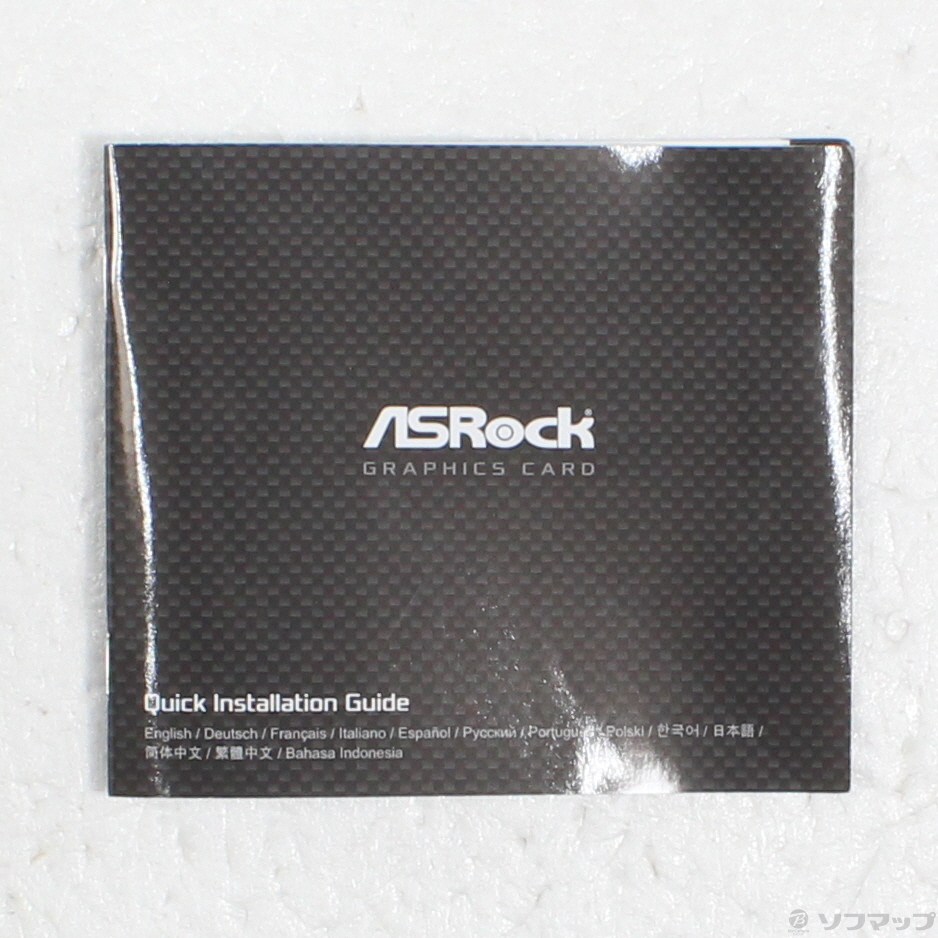 ASRock
GRAPHICS CARD
Quick Installation Guide
English / Deutsch / Français / Italiano / Español / Русский / / Polski / 한국어 / 日本語 /
简体中文 / 繁體中文 / Bahasa Indonesia
ソフマップ